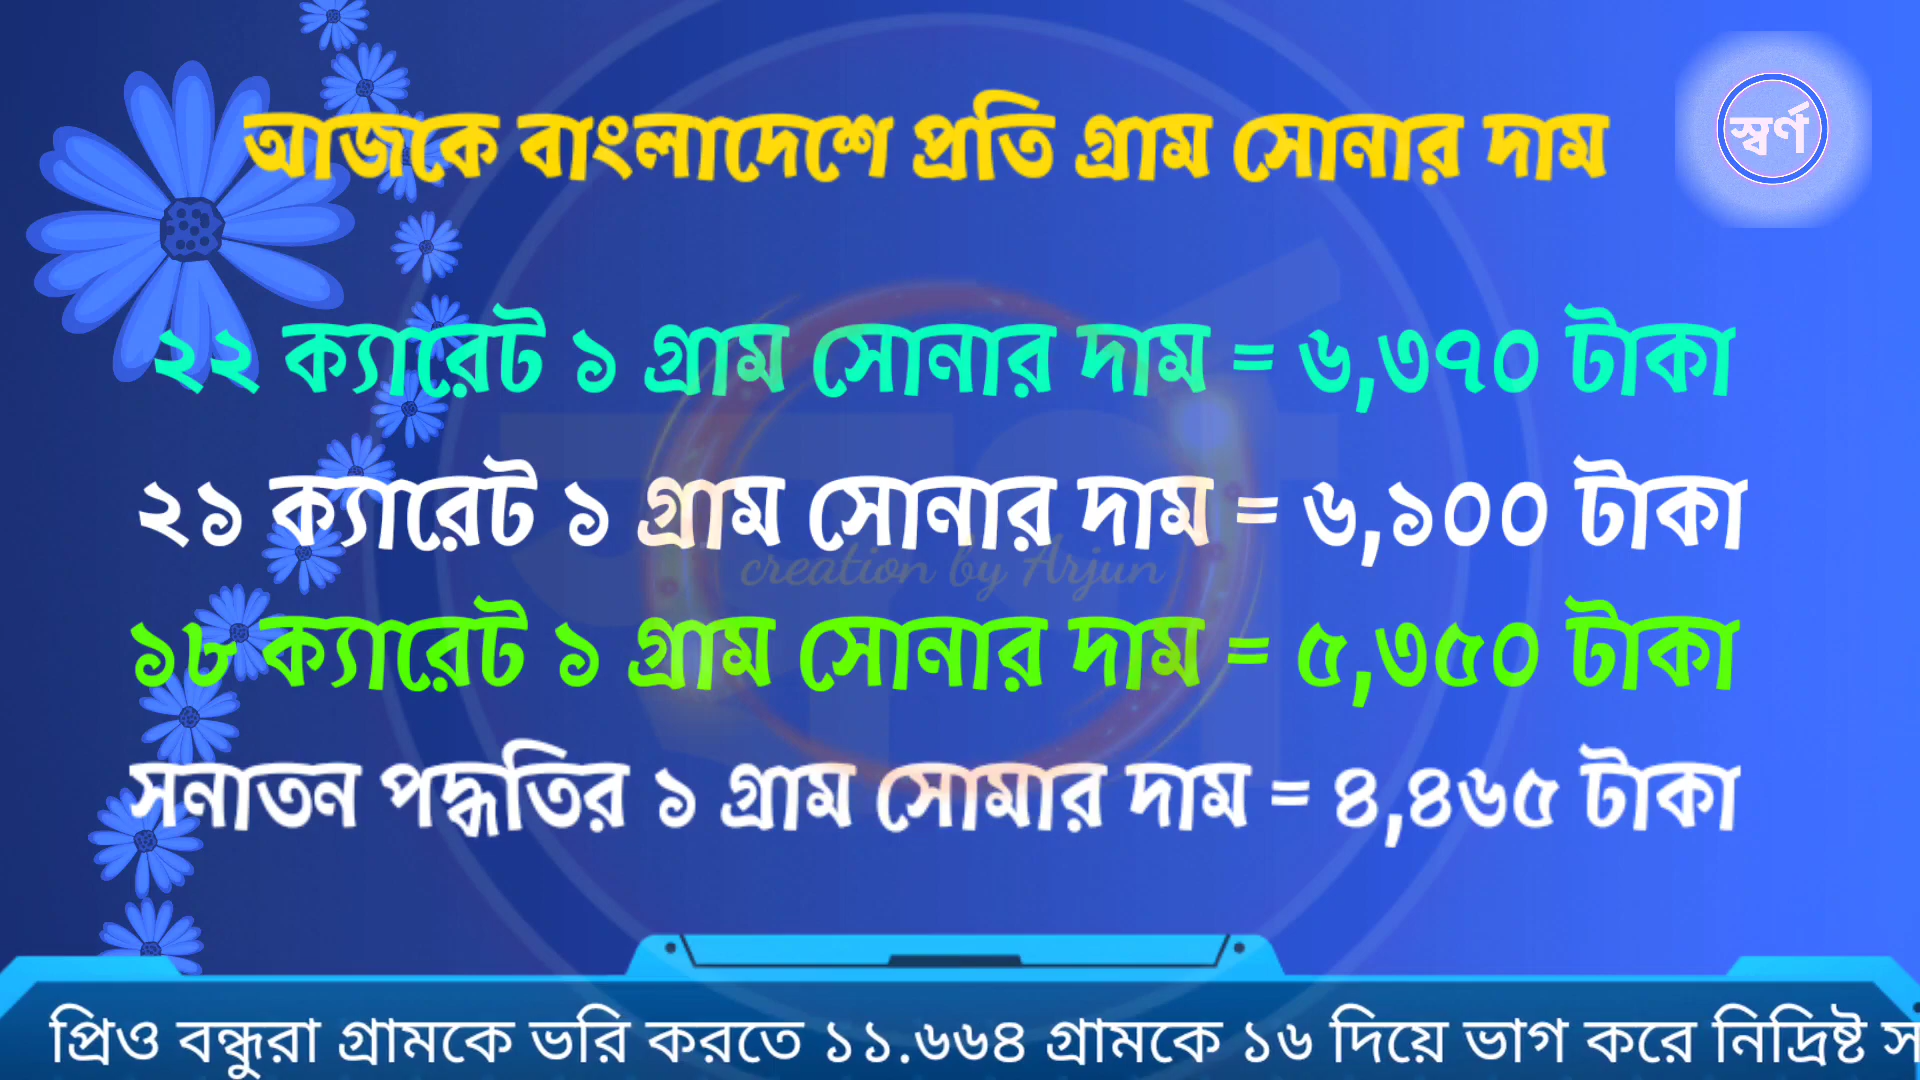 আজকে বাংলাদেশে প্রতি গ্রাম সোনার দাম
স্বর্ণ
২২ ক্যারেট ১ গ্রাম সোনার দাম = ৬,৩৭০ টাকা
২১ ক্যারেট ১ গ্রাম সোনার দাম = ৬,১০০ টাকা
creation by Arjun
১৮ ক্যারেট ১ গ্রাম সোনার দাম = ৫,৩৫০ টাকা
সনাতন পদ্ধতির ১ গ্রাম সোমার দাম = ৪,৪৬৫ টাকা
প্রিও বন্ধুরা গ্রামকে ভরি করতে ১১.৬৬৪ গ্রামকে ১৬ দিয়ে ভাগ করে নিদ্রিষ্ট